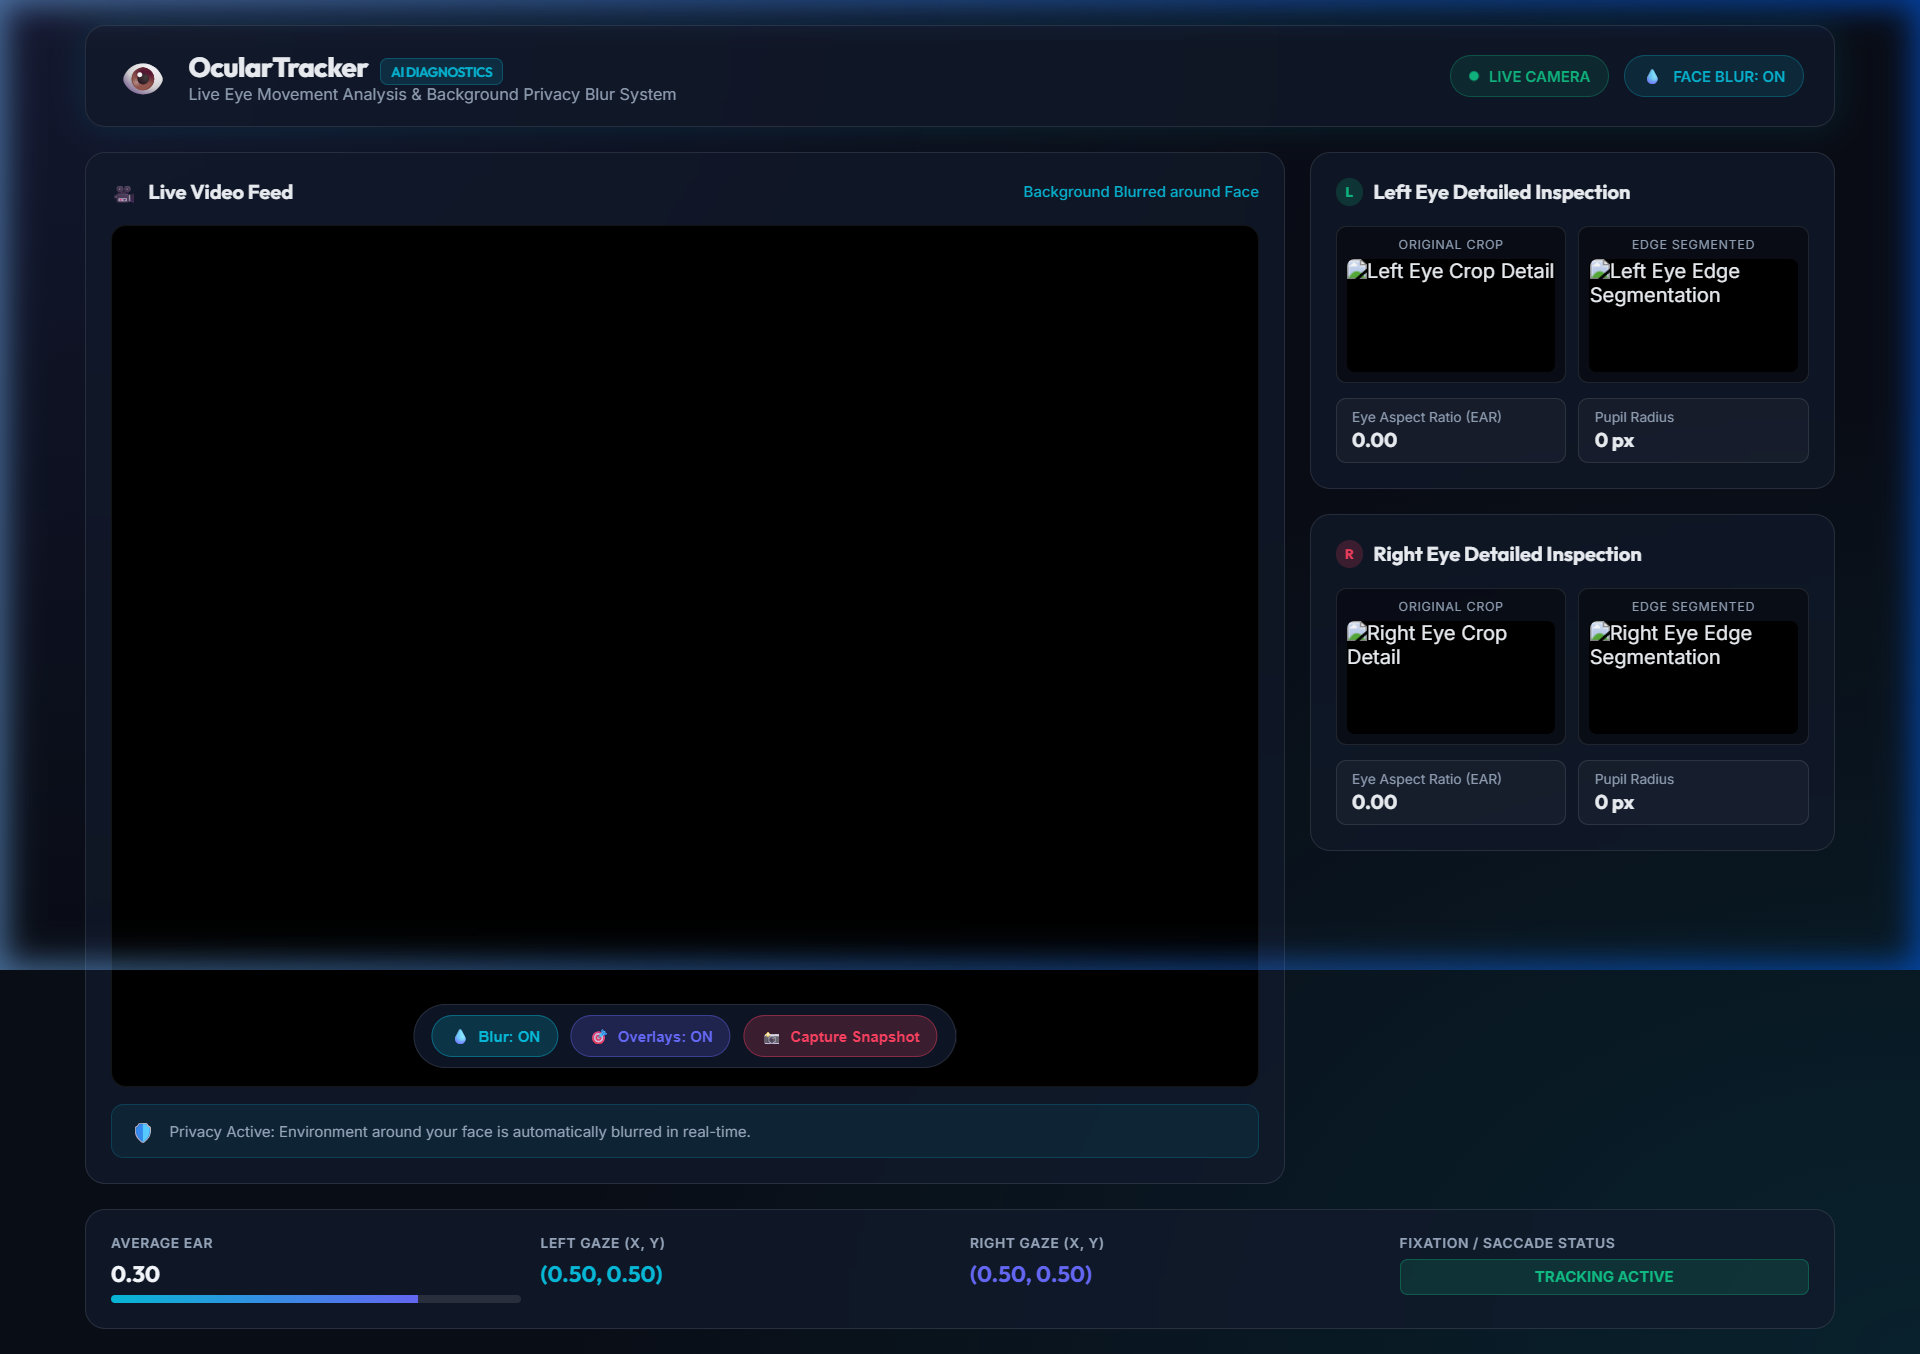 OcularTracker
AI DIAGNOSTICS
Live Eye Movement Analysis & Background Privacy Blur System
LIVE CAMERA
FACE BLUR: ON
Live Video Feed
Background Blurred around Face
Blur: ON
Overlays: ON
Capture Snapshot
Privacy Active: Environment around your face is automatically blurred in real-time.
L
Left Eye Detailed Inspection
ORIGINAL CROP
Left Eye Crop Detail
EDGE SEGMENTED
Left Eye Edge
Segmentation
Eye Aspect Ratio (EAR)
0.00
Pupil Radius
0 px
R
Right Eye Detailed Inspection
ORIGINAL CROP
Right Eye Crop
Detail
EDGE SEGMENTED
Right Eye Edge
Segmentation
Eye Aspect Ratio (EAR)
0.00
Pupil Radius
0 px
AVERAGE EAR
0.30
LEFT GAZE (X, Y)
(0.50, 0.50)
RIGHT GAZE (X, Y)
(0.50, 0.50)
FIXATION / SACCADE STATUS
TRACKING ACTIVE